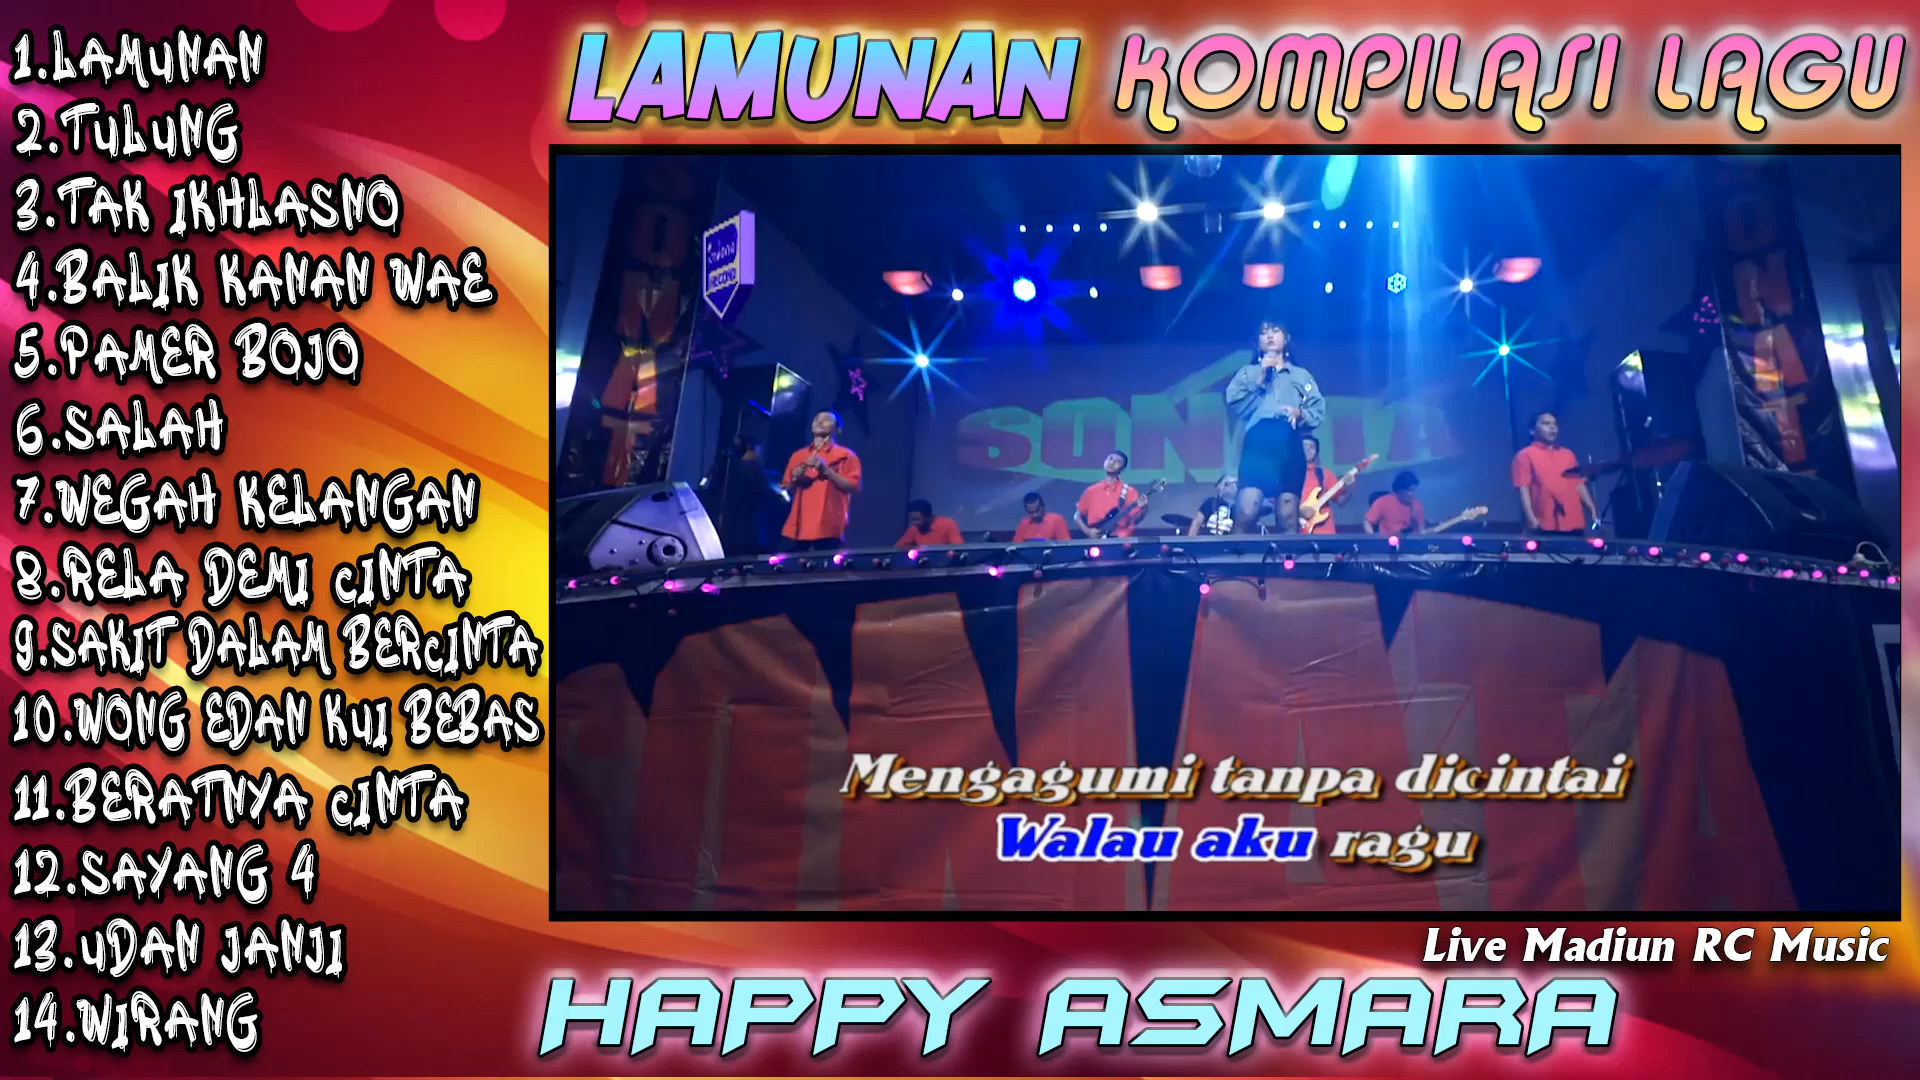 LAMUNAN KOMPILASI LAGU
1.LAMUNAN
2.TULUNG
3.TAK IKHLASNO
4.BALIK KANAN WAE
5.PAMER BOJO
6.SALAH
7.WEGAH KELANGAN
8.RELA DEMI CINTA
9.SAKIT DALAM BERCINTA
10.WONG EDAN KUI BEBAS
11.BERATNYA CINTA
12.SAYANG 4
13.UDAN JANJI
14.WIRANG
SONATA
Mengagumi tanpa dicintai
Walau aku ragu
Live Madiun RC Music
HAPPY ASMARA